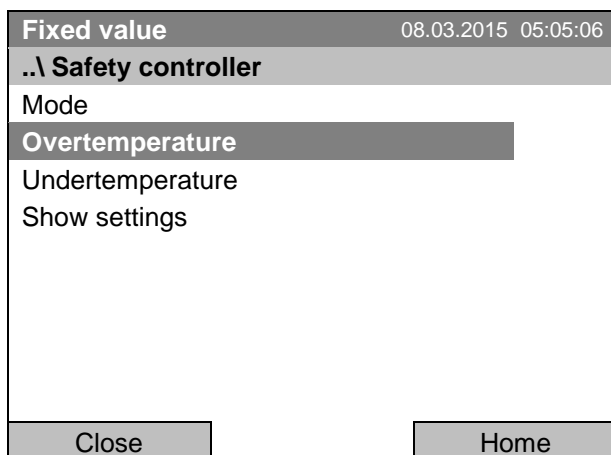 Fixed value 08.03.2015 05:05:06
..\ Safety controller
Mode
Overtemperature
Undertemperature
Show settings
Close Home